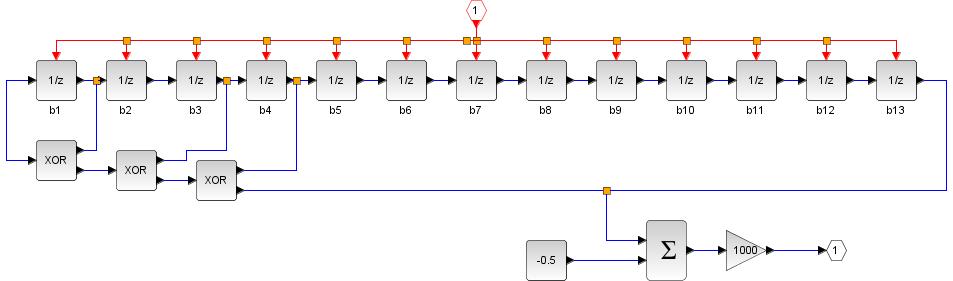 1
1/z 1/z 1/z 1/z 1/z 1/z 1/z 1/z 1/z 1/z 1/z 1/z 1/z
b1 b2 b3 b4 b5 b6 b7 b8 b9 b10 b11 b12 b13
XOR XOR XOR
-0.5 Σ 1000 1